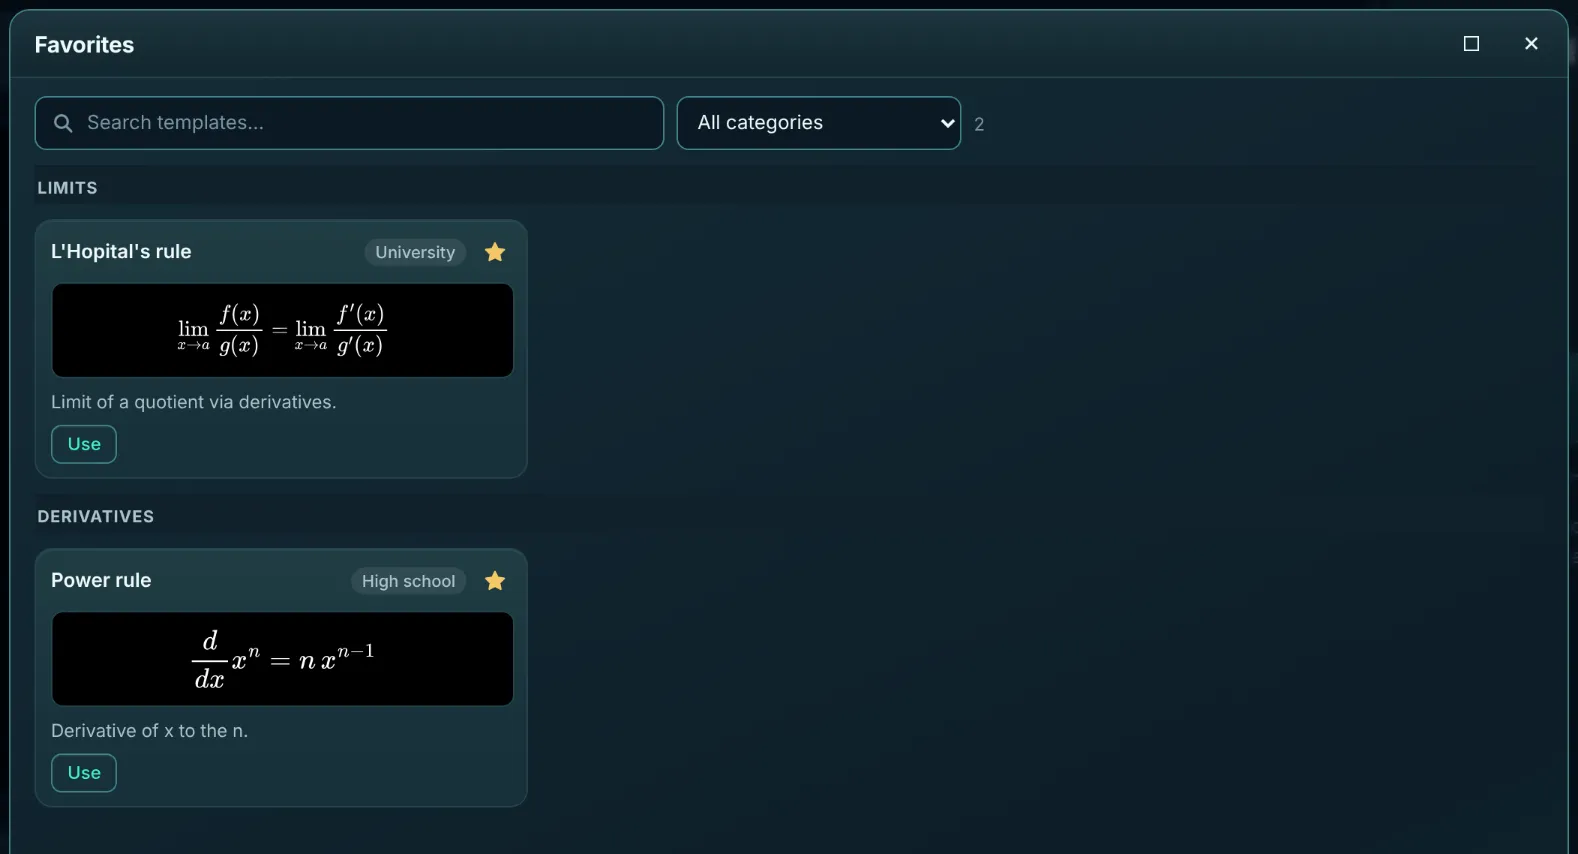 Favorites
Search templates...
All categories
2
LIMITS
L'Hopital's rule
University
lim_{x→a} f(x)/g(x) = lim_{x→a} f′(x)/g′(x)
Limit of a quotient via derivatives.
Use
DERIVATIVES
Power rule
High school
d/dx x^n = n x^{n−1}
Derivative of x to the n.
Use